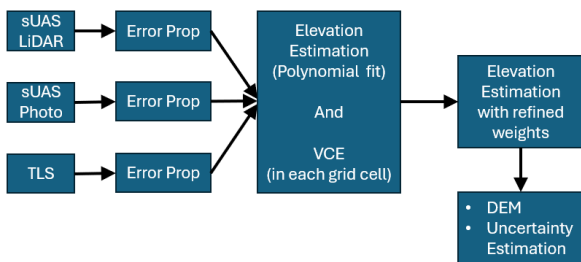 sUAS
LiDAR
Error Prop
sUAS
Photo
Error Prop
TLS
Error Prop
Elevation
Estimation
(Polynomial fit)
And
VCE
(in each grid cell)
Elevation
Estimation
with refined
weights
• DEM
• Uncertainty
Estimation